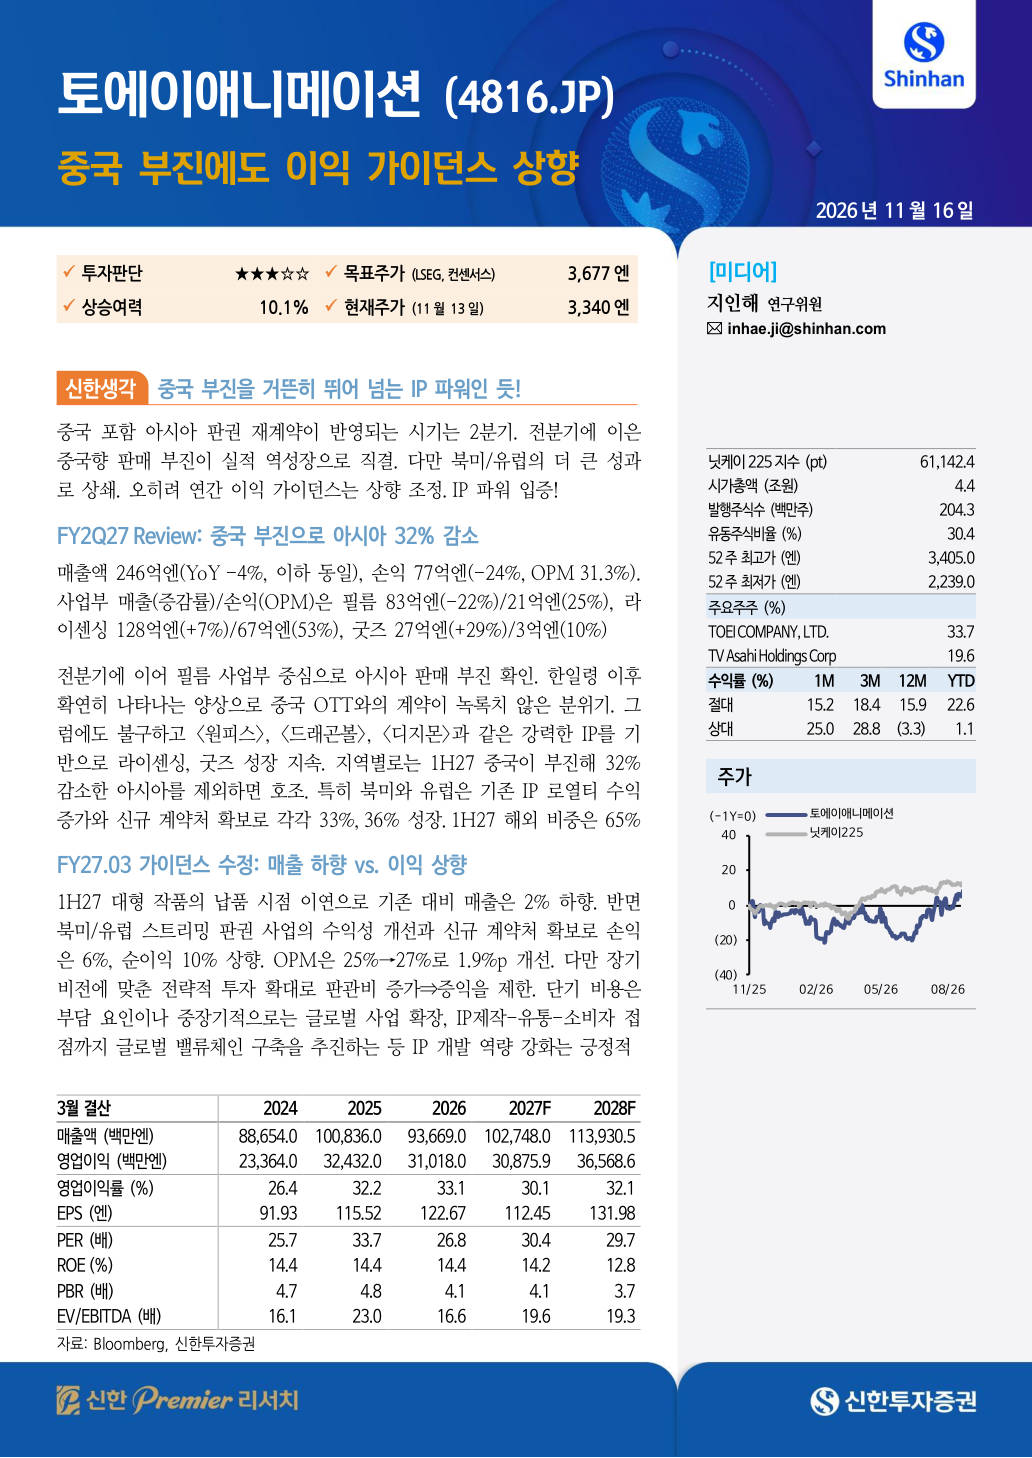 Shinhan
토에이애니메이션 (4816.JP)
중국 부진에도 이익 가이던스 상향
2026년 11월 16일
✓ 투자판단 ★★★☆☆ ✓ 목표주가 (LSEG, 컨센서스) 3,677 엔
✓ 상승여력 10.1% ✓ 현재주가 (11월 13일) 3,340 엔
신한생각 중국 부진을 거뜬히 뛰어 넘는 IP 파워인 듯!
중국 포함 아시아 판권 재계약이 반영되는 시기는 2분기. 전분기에 이은
중국향 판매 부진이 실적 역성장으로 직결. 다만 북미/유럽의 더 큰 성과
로 상쇄. 오히려 연간 이익 가이던스는 상향 조정. IP 파워 입증!
FY2Q27 Review: 중국 부진으로 아시아 32% 감소
매출액 246억엔(YoY -4%, 이하 동일), 손익 77억엔(-24%, OPM 31.3%).
사업부 매출(증감률)/손익(OPM)은 필름 83억엔(-22%)/21억엔(25%), 라
이센싱 128억엔(+7%)/67억엔(53%), 굿즈 27억엔(+29%)/3억엔(10%)
전분기에 이어 필름 사업부 중심으로 아시아 판매 부진 확인. 한일령 이후
확연히 나타나는 양상으로 중국 OTT와의 계약이 녹록치 않은 분위기. 그
럼에도 불구하고 〈원피스〉, 〈드래곤볼〉, 〈디지몬〉과 같은 강력한 IP를 기
반으로 라이센싱, 굿즈 성장 지속. 지역별로는 1H27 중국이 부진해 32%
감소한 아시아를 제외하면 호조. 특히 북미와 유럽은 기존 IP 로열티 수익
증가와 신규 계약처 확보로 각각 33%, 36% 성장. 1H27 해외 비중은 65%
FY27.03 가이던스 수정: 매출 하향 vs. 이익 상향
1H27 대형 작품의 납품 시점 이연으로 기존 대비 매출은 2% 하향. 반면
북미/유럽 스트리밍 판권 사업의 수익성 개선과 신규 계약처 확보로 손익
은 6%, 순이익 10% 상향. OPM은 25%→27%로 1.9%p 개선. 다만 장기
비전에 맞춘 전략적 투자 확대로 판관비 증가⇒증익을 제한. 단기 비용은
부담 요인이나 중장기적으로는 글로벌 사업 확장, IP제작-유통-소비자 접
점까지 글로벌 밸류체인 구축을 추진하는 등 IP 개발 역량 강화는 긍정적
3월 결산 2024 2025 2026 2027F 2028F
매출액 (백만엔) 88,654.0 100,836.0 93,669.0 102,748.0 113,930.5
영업이익 (백만엔) 23,364.0 32,432.0 31,018.0 30,875.9 36,568.6
영업이익률 (%) 26.4 32.2 33.1 30.1 32.1
EPS (엔) 91.93 115.52 122.67 112.45 131.98
PER (배) 25.7 33.7 26.8 30.4 29.7
ROE (%) 14.4 14.4 14.4 14.2 12.8
PBR (배) 4.7 4.8 4.1 4.1 3.7
EV/EBITDA (배) 16.1 23.0 16.6 19.6 19.3
자료: Bloomberg, 신한투자증권
[미디어]
지인해 연구위원
✉ inhae.ji@shinhan.com
닛케이 225 지수 (pt) 61,142.4
시가총액 (조원) 4.4
발행주식수 (백만주) 204.3
유동주식비율 (%) 30.4
52 주 최고가 (엔) 3,405.0
52 주 최저가 (엔) 2,239.0
주요주주 (%)
TOEI COMPANY, LTD. 33.7
TV Asahi Holdings Corp 19.6
수익률 (%) 1M 3M 12M YTD
절대 15.2 18.4 15.9 22.6
상대 25.0 28.8 (3.3) 1.1
주가
(-1Y=0) 토에이애니메이션
닛케이225
40
20
0
(20)
(40)
11/25 02/26 05/26 08/26
신한 Premier 리서치
신한투자증권